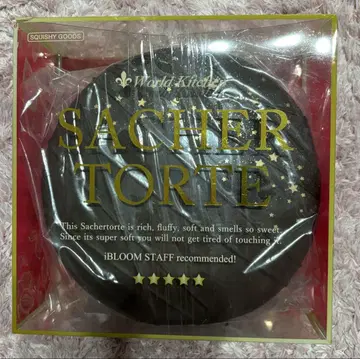 SQUISHY GOODS
World Kitchen
SACHER
TORTE
This Sachertorte is rich, fluffy, soft and smells so sweet.
Since its super soft you will not get tired of touching it.
iBLOOM STAFF recommended!